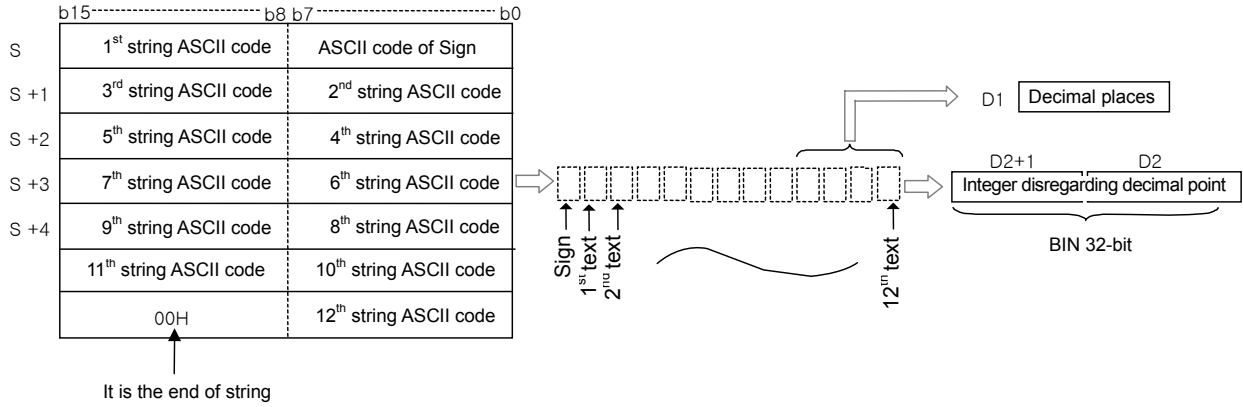 b15 b8 b7 b0
S 1st string ASCII code ASCII code of Sign
S +1 3rd string ASCII code 2nd string ASCII code
S +2 5th string ASCII code 4th string ASCII code
S +3 7th string ASCII code 6th string ASCII code
S +4 9th string ASCII code 8th string ASCII code
11th string ASCII code 10th string ASCII code
00H 12th string ASCII code
It is the end of string
Sign
1st text
2nd text
12th text
D1 Decimal places
D2+1 D2
Integer disregarding decimal point
BIN 32-bit